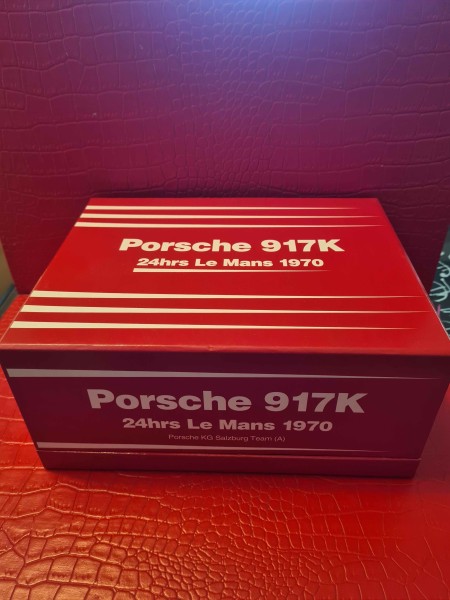 Porsche 917K
24hrs Le Mans 1970
Porsche 917K
24hrs Le Mans 1970
Porsche KG Salzburg Team (A)